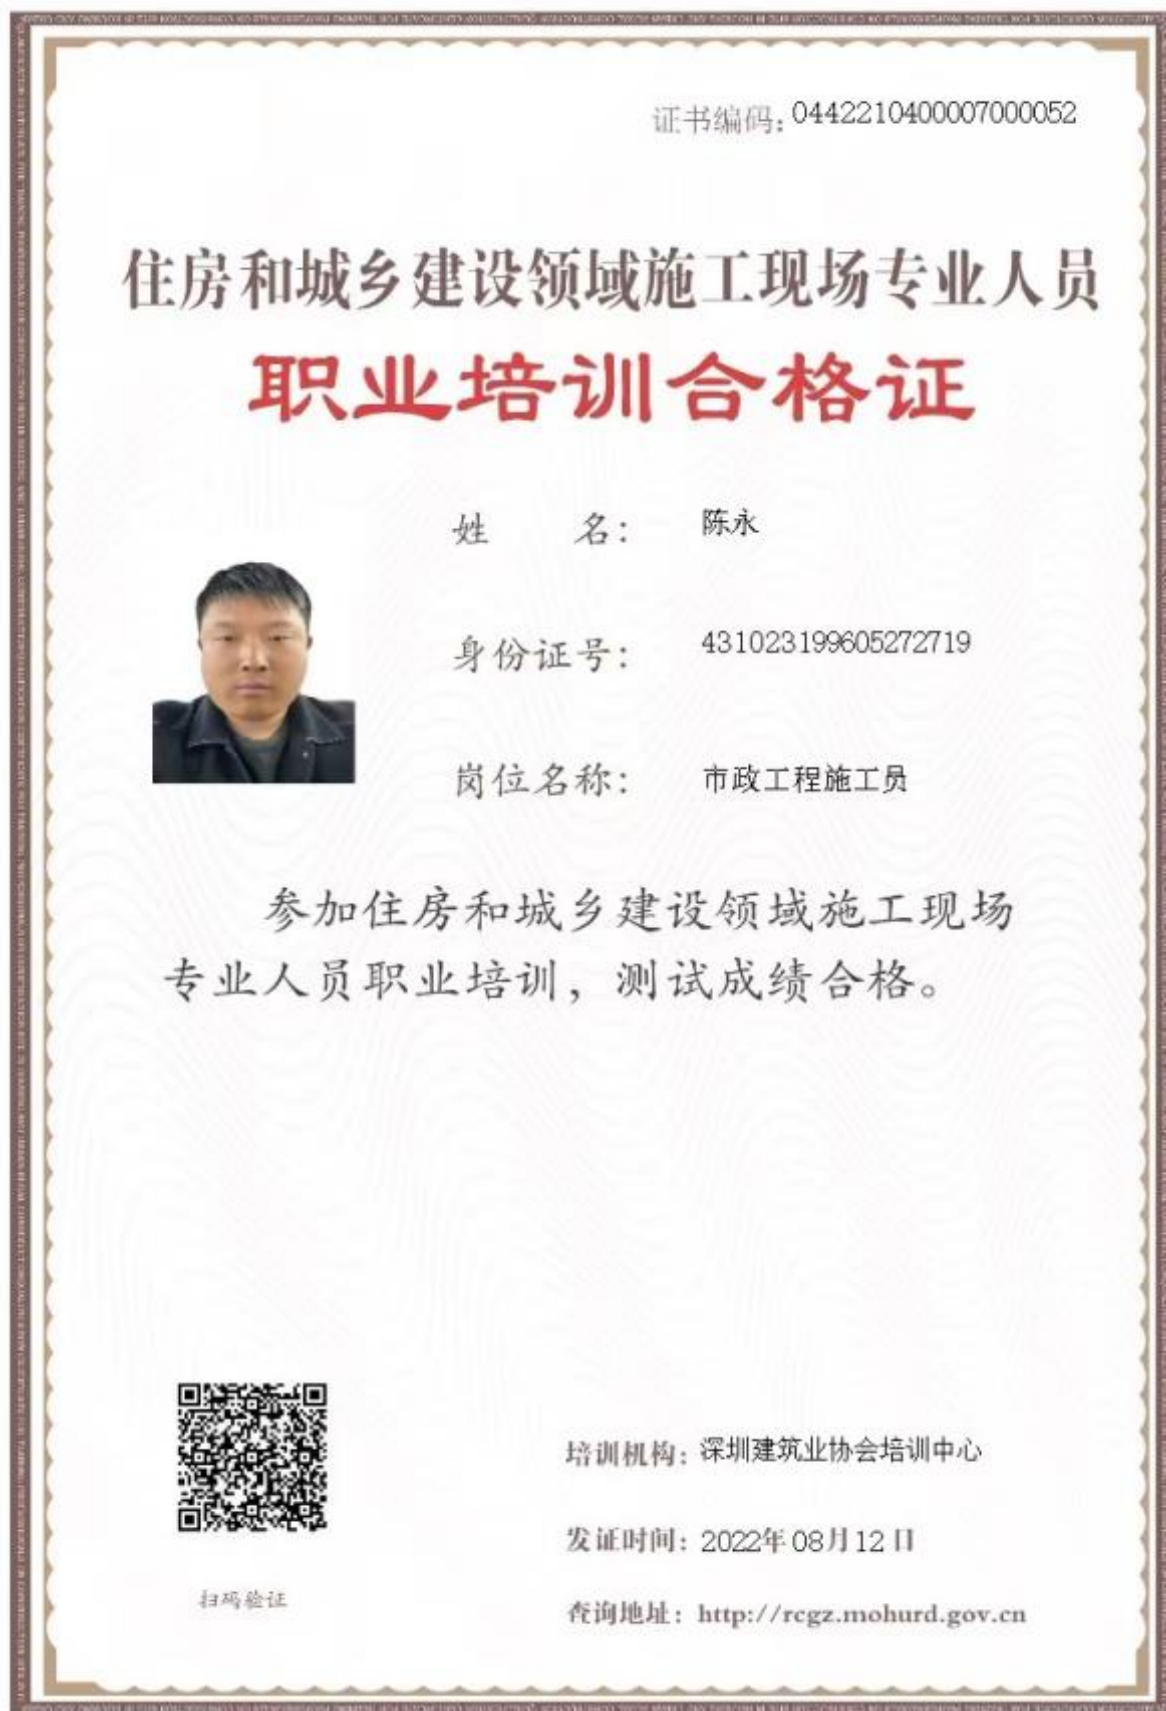 证书编码：04422104000070000052
住房和城乡建设领域施工现场专业人员
职业培训合格证
姓 名： 陈永
身份证号： 431023199605272719
岗位名称： 市政工程施工员
参加住房和城乡建设领域施工现场
专业人员职业培训，测试成绩合格。
培训机构：深圳建筑业协会培训中心
发证时间：2022年08月12日
扫码验证
查询地址：http://rcgz.mohurd.gov.cn